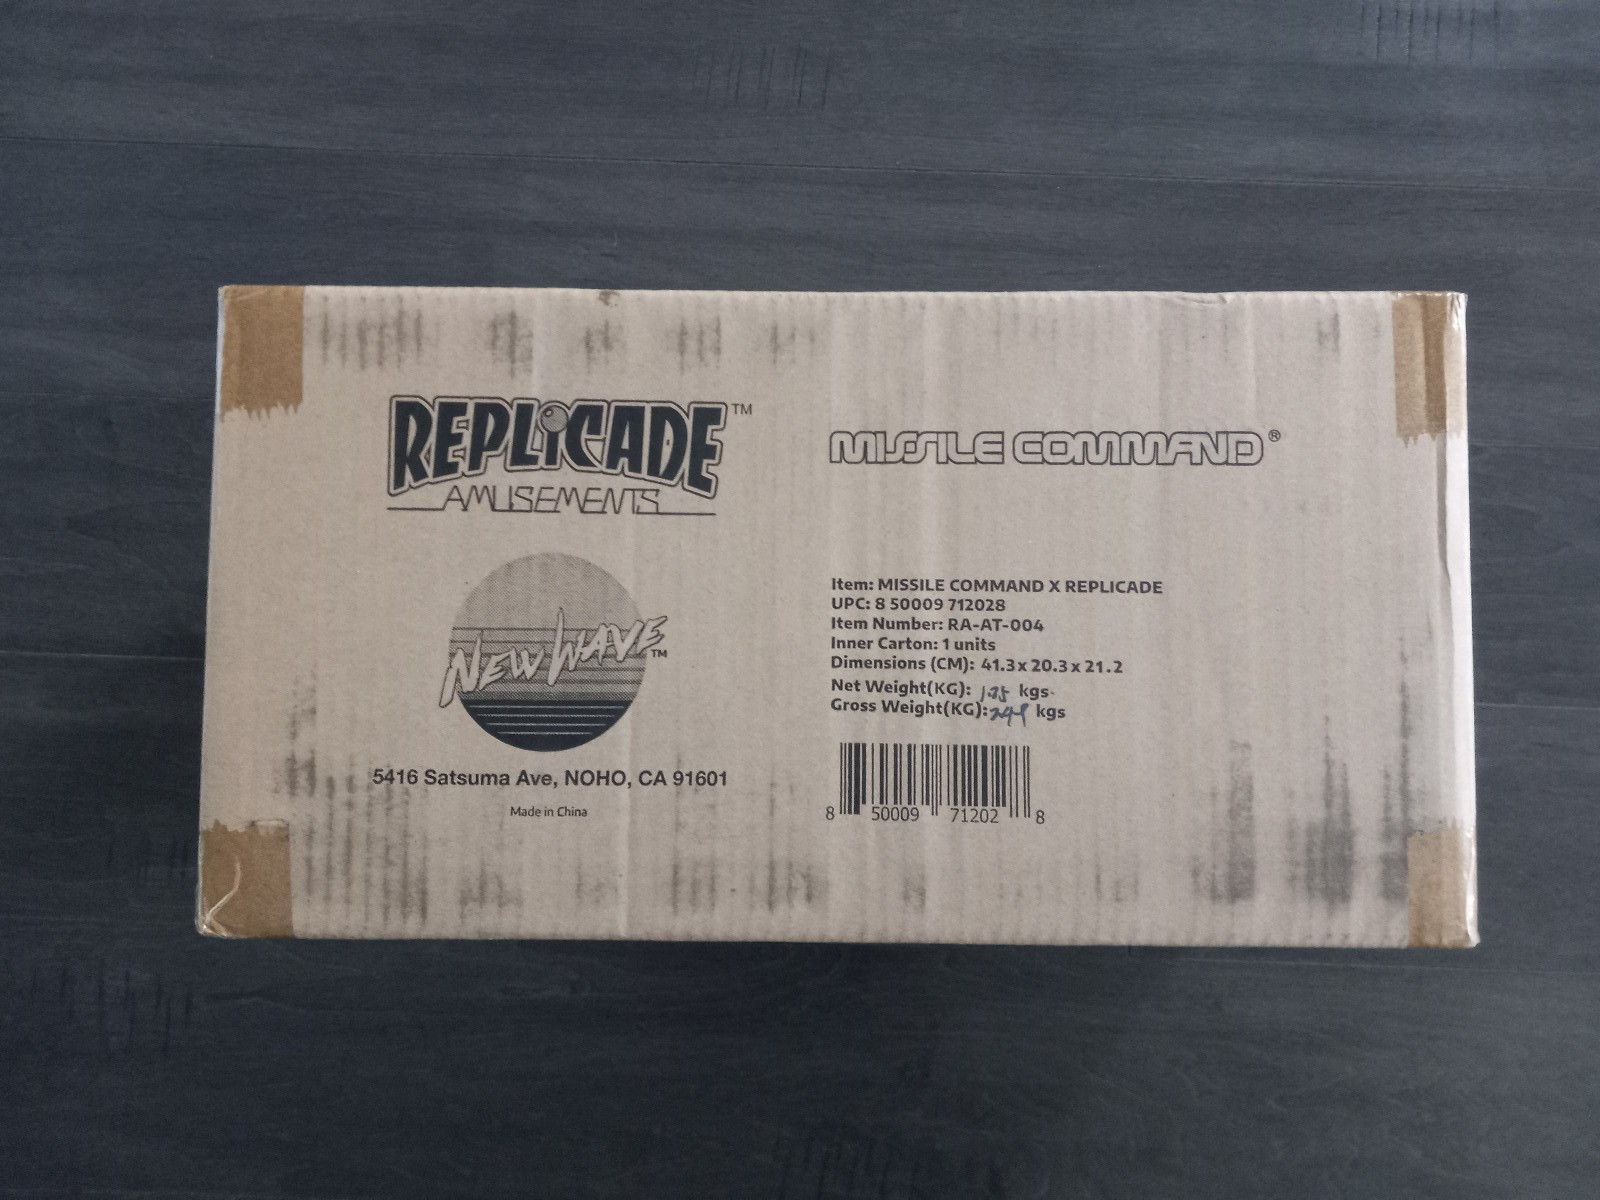 REPLICADE™
AMUSEMENTS
NEW WAVE™
5416 Satsuma Ave, NOHO, CA 91601
Made in China
MISSILE COMMAND®
Item: MISSILE COMMAND X REPLICADE
UPC: 8 50009 712028
Item Number: RA-AT-004
Inner Carton: 1 units
Dimensions (CM): 41.3 x 20.3 x 21.2
Net Weight(KG): kgs
Gross Weight(KG): kgs
8 50009 71202 8